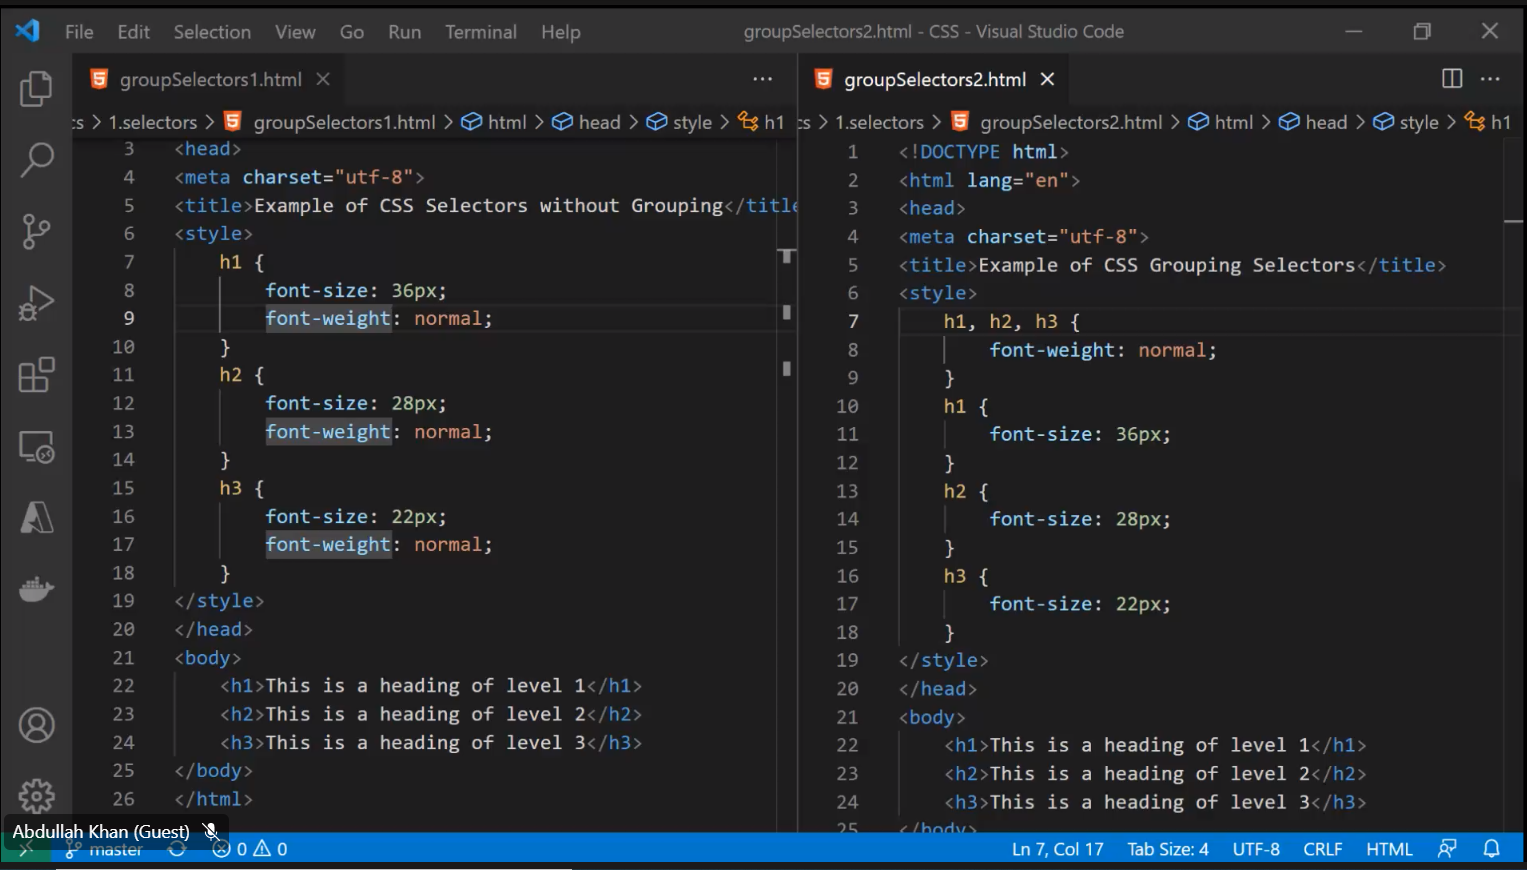 File Edit Selection View Go Run Terminal Help groupSelectors2.html - CSS - Visual Studio Code
groupSelectors1.html
cs > 1.selectors > groupSelectors1.html > html > head > style > h1
3 <head>
4 <meta charset="utf-8">
5 <title>Example of CSS Selectors without Grouping</title
6 <style>
7 h1 {
8 font-size: 36px;
9 font-weight: normal;
10 }
11 h2 {
12 font-size: 28px;
13 font-weight: normal;
14 }
15 h3 {
16 font-size: 22px;
17 font-weight: normal;
18 }
19 </style>
20 </head>
21 <body>
22 <h1>This is a heading of level 1</h1>
23 <h2>This is a heading of level 2</h2>
24 <h3>This is a heading of level 3</h3>
25 </body>
26 </html>
groupSelectors2.html
cs > 1.selectors > groupSelectors2.html > html > head > style > h1
1 <!DOCTYPE html>
2 <html lang="en">
3 <head>
4 <meta charset="utf-8">
5 <title>Example of CSS Grouping Selectors</title>
6 <style>
7 h1, h2, h3 {
8 font-weight: normal;
9 }
10 h1 {
11 font-size: 36px;
12 }
13 h2 {
14 font-size: 28px;
15 }
16 h3 {
17 font-size: 22px;
18 }
19 </style>
20 </head>
21 <body>
22 <h1>This is a heading of level 1</h1>
23 <h2>This is a heading of level 2</h2>
24 <h3>This is a heading of level 3</h3>
25 </body>
Abdullah Khan (Guest)
master 0 0 Ln 7, Col 17 Tab Size: 4 UTF-8 CRLF HTML